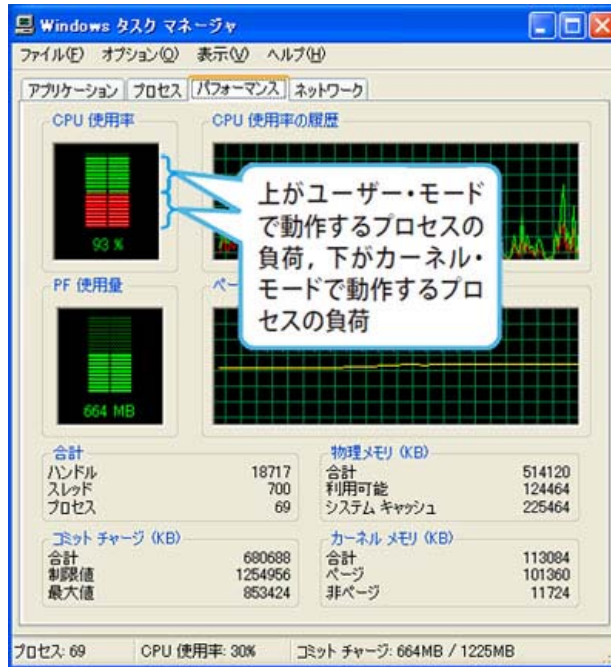 Windows タスク マネージャ
ファイル(F) オプション(O) 表示(V) ヘルプ(H)
アプリケーション プロセス パフォーマンス ネットワーク
CPU 使用率
CPU 使用率の履歴
93 %
上がユーザー・モード
で動作するプロセスの
負荷，下がカーネル・
モードで動作するプロ
セスの負荷
PF 使用量
ペー
664 MB
合計
ハンドル 18717
スレッド 700
プロセス 69
物理メモリ (KB)
合計 514120
利用可能 124464
システム キャッシュ 225464
コミット チャージ (KB)
合計 680688
制限値 1254956
最大値 853424
カーネル メモリ (KB)
合計 113084
ページ 101360
非ページ 11724
プロセス: 69 CPU 使用率: 30% コミット チャージ: 664MB / 1225MB